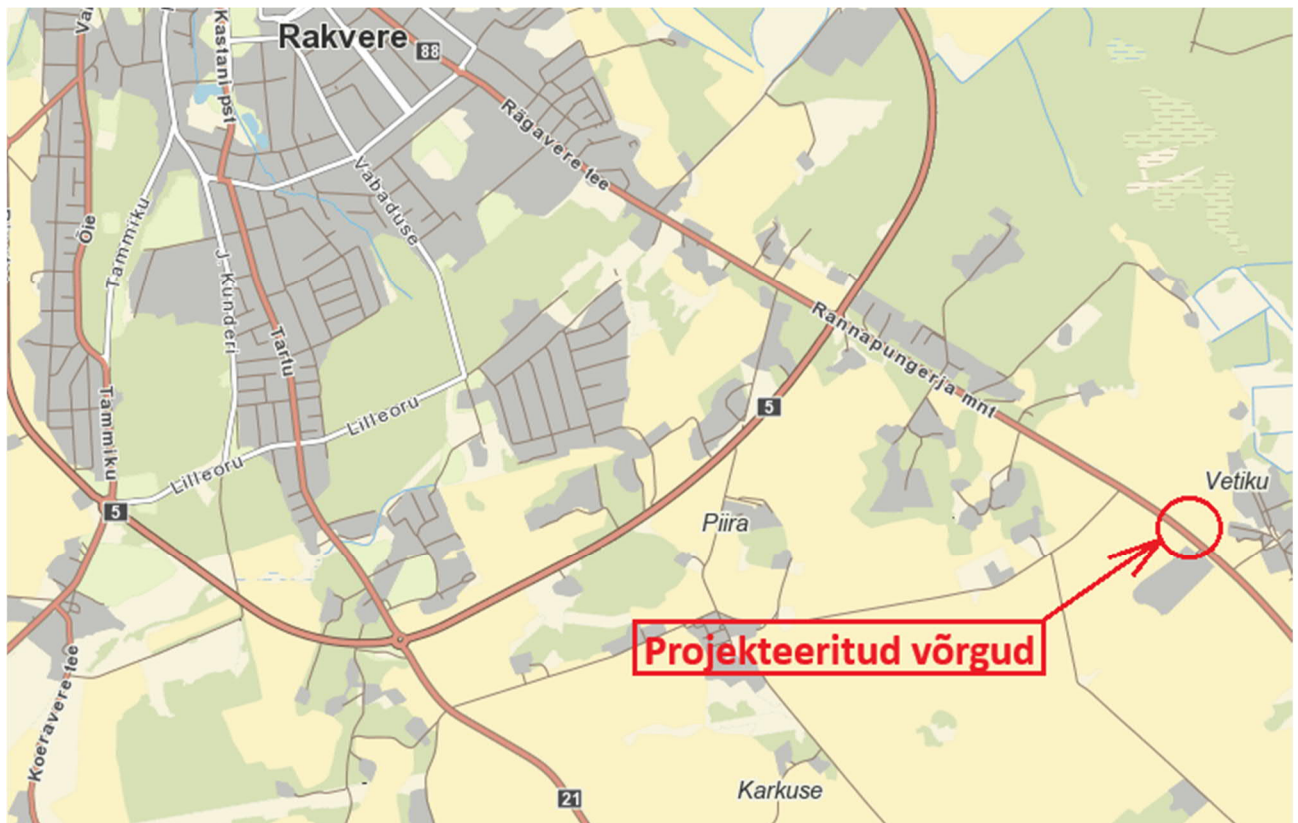 Kastani pst
Rakvere
88
Rägavere tee
Vabaduse
Õie
Tammiku
J. Kunderi
Tartu
Rannapungerja mnt
5
Lilleoru
Tammiku
Lilleoru
Vetiku
5
Piira
Projekteeritud võrgud
Koeravere tee
Karkuse
21